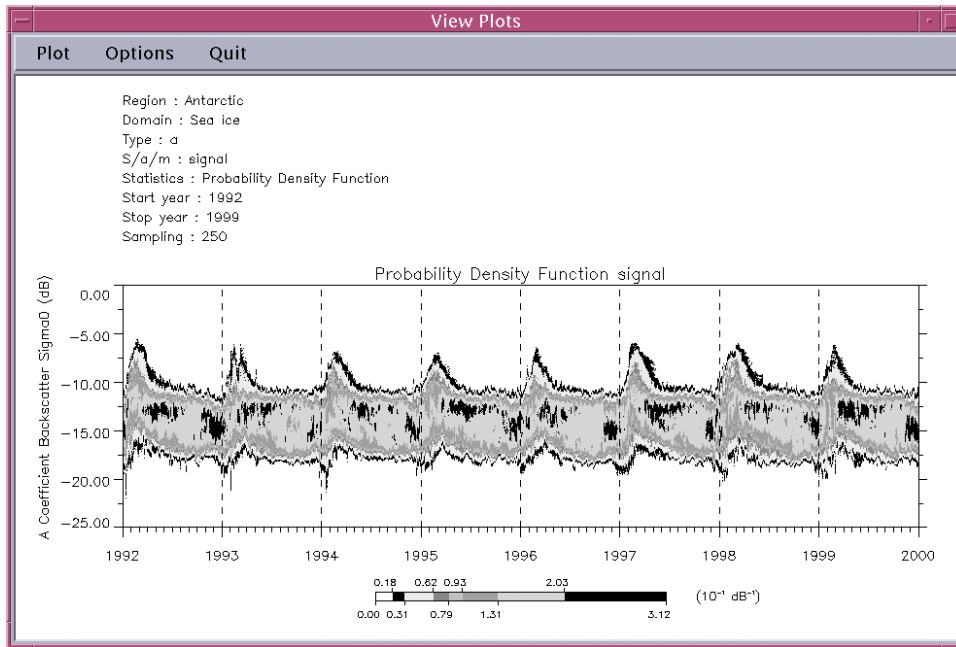 View Plots
Plot Options Quit
Region : Antarctic
Domain : Sea ice
Type : a
S/a/m : signal
Statistics : Probability Density Function
Start year : 1992
Stop year : 1999
Sampling : 250
Probability Density Function signal
A Coefficient Backscatter Sigma0 (dB)
0.00
-5.00
-10.00
-15.00
-20.00
-25.00
1992 1993 1994 1995 1996 1997 1998 1999 2000
0.18 0.62 0.93 2.03
(10⁻¹ dB⁻¹)
0.00 0.31 0.79 1.31 3.12